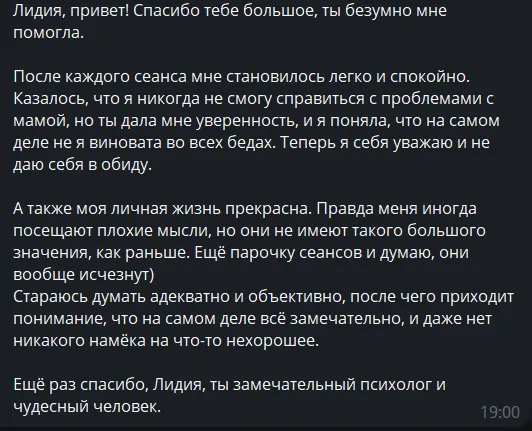 Лидия, привет! Спасибо тебе большое, ты безумно мне
помогла.
После каждого сеанса мне становилось легко и спокойно.
Казалось, что я никогда не смогу справиться с проблемами с
мамой, но ты дала мне уверенность, и я поняла, что на самом
деле не я виновата во всех бедах. Теперь я себя уважаю и не
даю себя в обиду.
А также моя личная жизнь прекрасна. Правда меня иногда
посещают плохие мысли, но они не имеют такого большого
значения, как раньше. Ещё парочку сеансов и думаю, они
вообще исчезнут)
Стараюсь думать адекватно и объективно, после чего приходит
понимание, что на самом деле всё замечательно, и даже нет
никакого намёка на что-то нехорошее.
Ещё раз спасибо, Лидия, ты замечательный психолог и
чудесный человек.
19:00